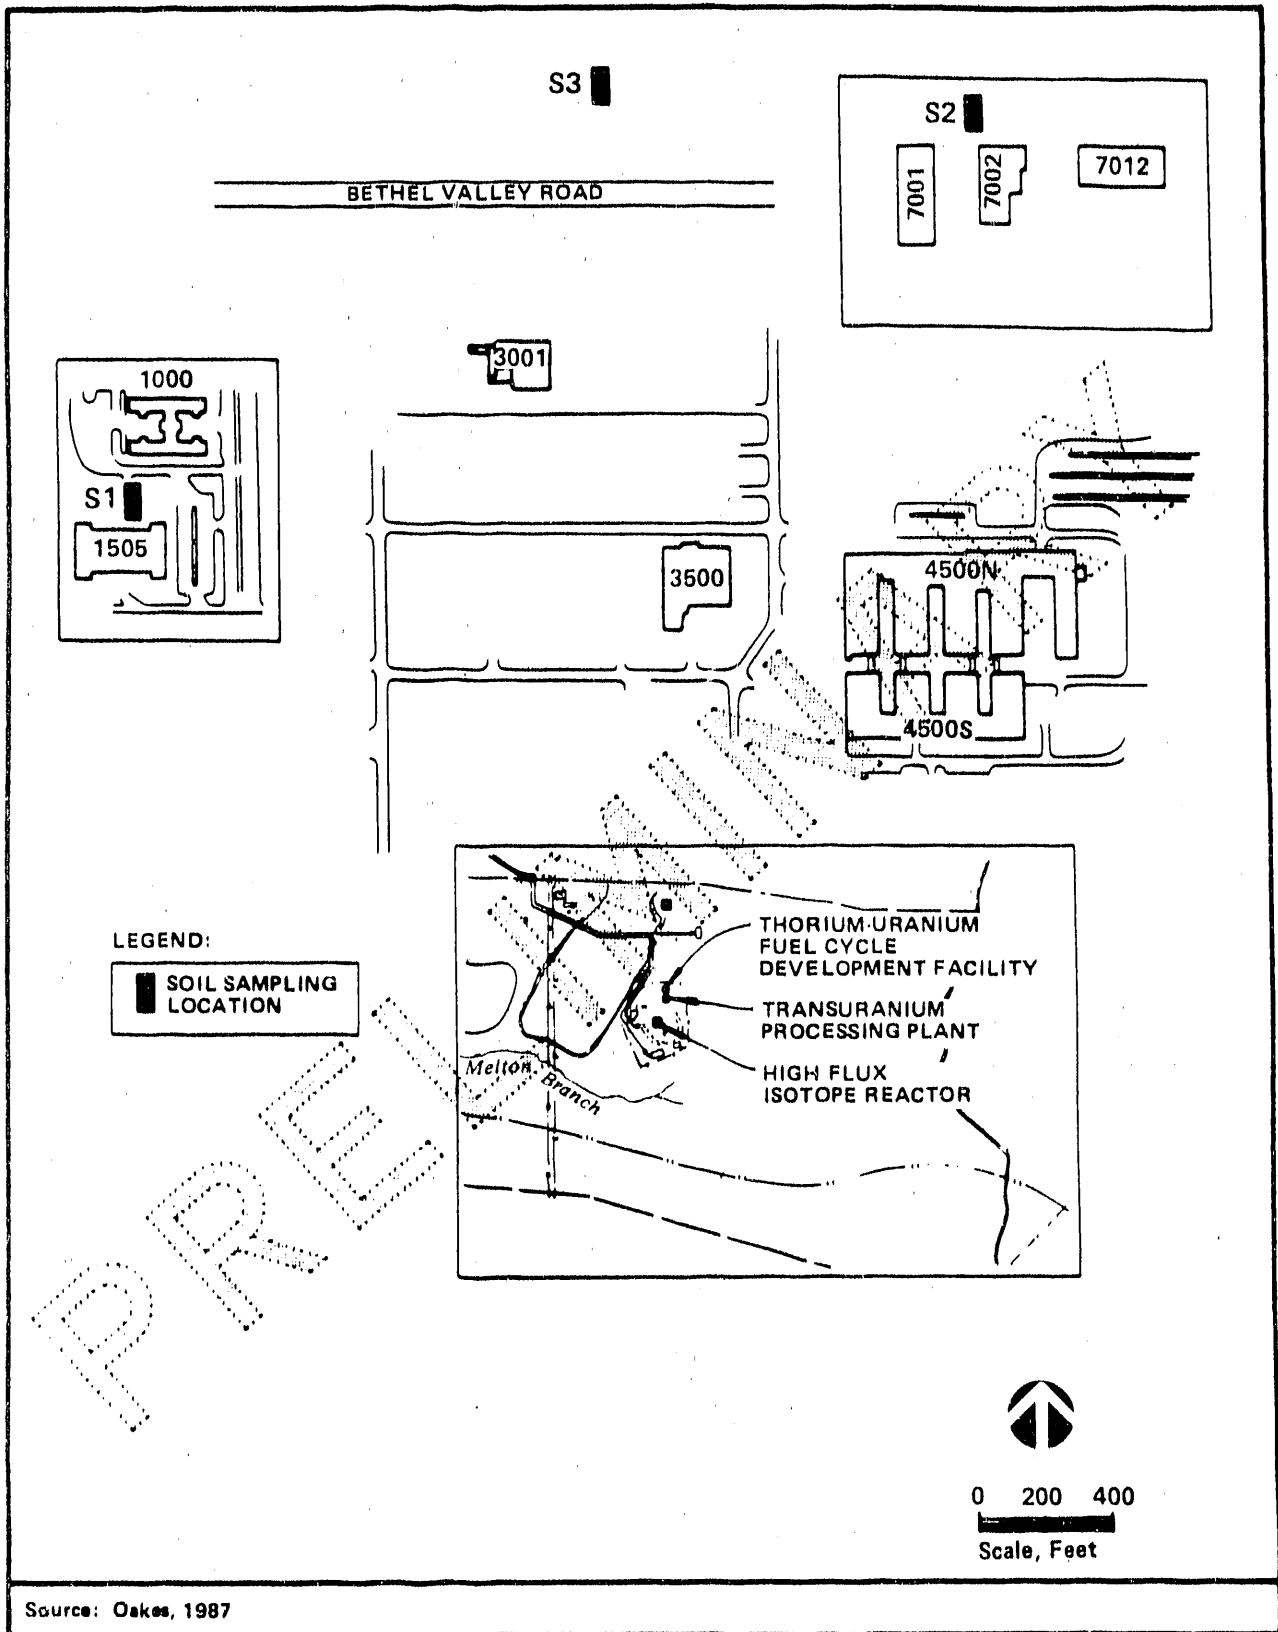 S3
S2
7001
7002
7012
BETHEL VALLEY ROAD
3001
1000
S1
1505
3500
4500N
4500S
THORIUM-URANIUM
FUEL CYCLE
DEVELOPMENT FACILITY
TRANSURANIUM
PROCESSING PLANT
HIGH FLUX
ISOTOPE REACTOR
Melton Branch
LEGEND:
SOIL SAMPLING
LOCATION
PRELIMINARY
0 200 400
Scale, Feet
Source: Oakes, 1987